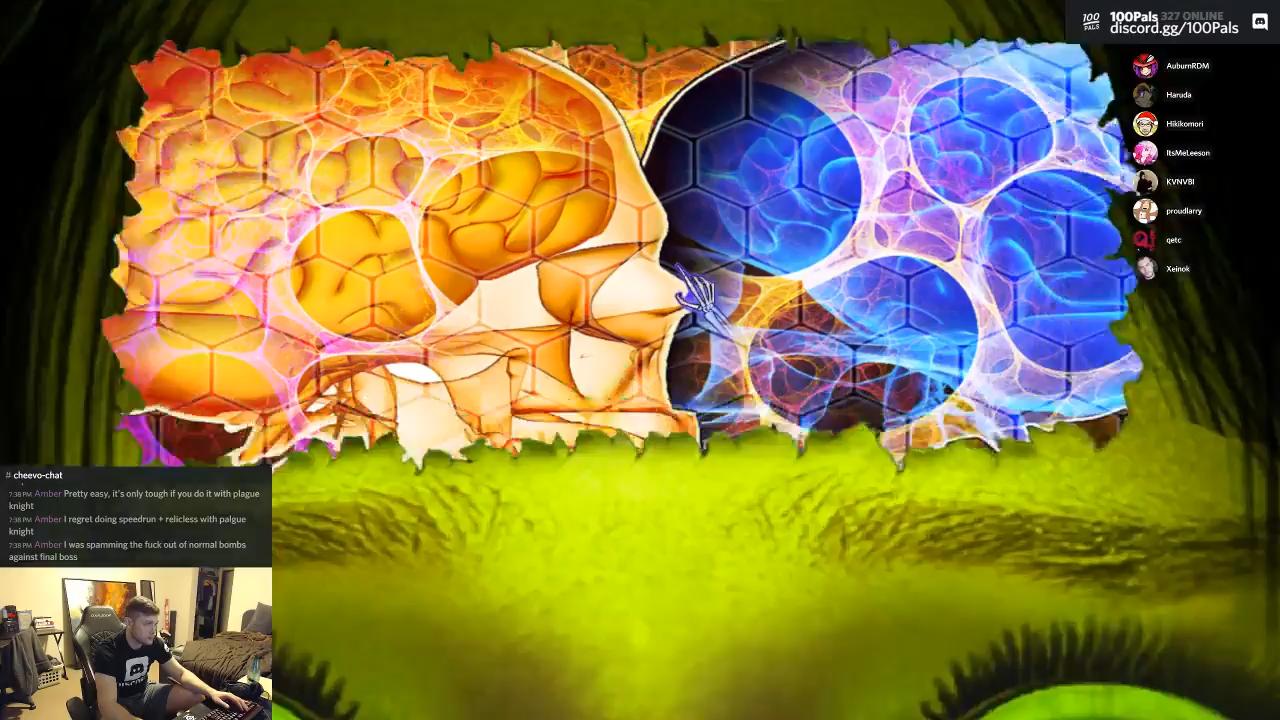 100 PALS
100Pals 327 ONLINE
discord.gg/100Pals
AuburnRDM
Haruda
Hikikomori
ItsMeLeeson
KVNVBI
proudlarry
qetc
Xeinok
# cheevo-chat
7:38 PM Amber Pretty easy, it's only tough if you do it with plague
knight
7:38 PM Amber I regret doing speedrun + relicless with palgue
knight
7:38 PM Amber I was spamming the fuck out of normal bombs
against final boss